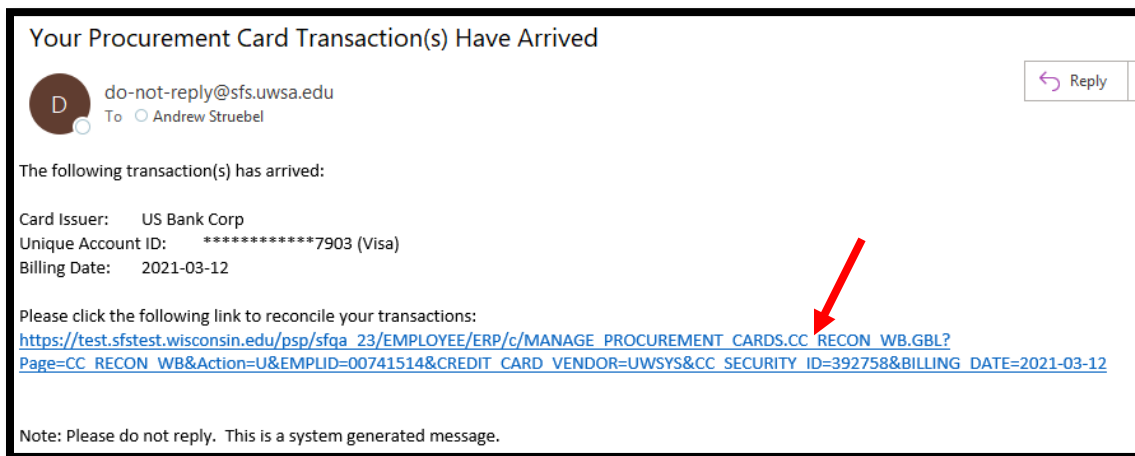 Your Procurement Card Transaction(s) Have Arrived
D
do-not-reply@sfs.uwsa.edu
Reply
To Andrew Struebel
The following transaction(s) has arrived:
Card Issuer: US Bank Corp
Unique Account ID: ************7903 (Visa)
Billing Date: 2021-03-12
Please click the following link to reconcile your transactions:
https://test.sfstest.wisconsin.edu/psp/sfqa_23/EMPLOYEE/ERP/c/MANAGE_PROCUREMENT_CARDS.CC_RECON_WB.GBL?
Page=CC_RECON_WB&Action=U&EMPLID=00741514&CREDIT_CARD_VENDOR=UWSYS&CC_SECURITY_ID=392758&BILLING_DATE=2021-03-12
Note: Please do not reply. This is a system generated message.